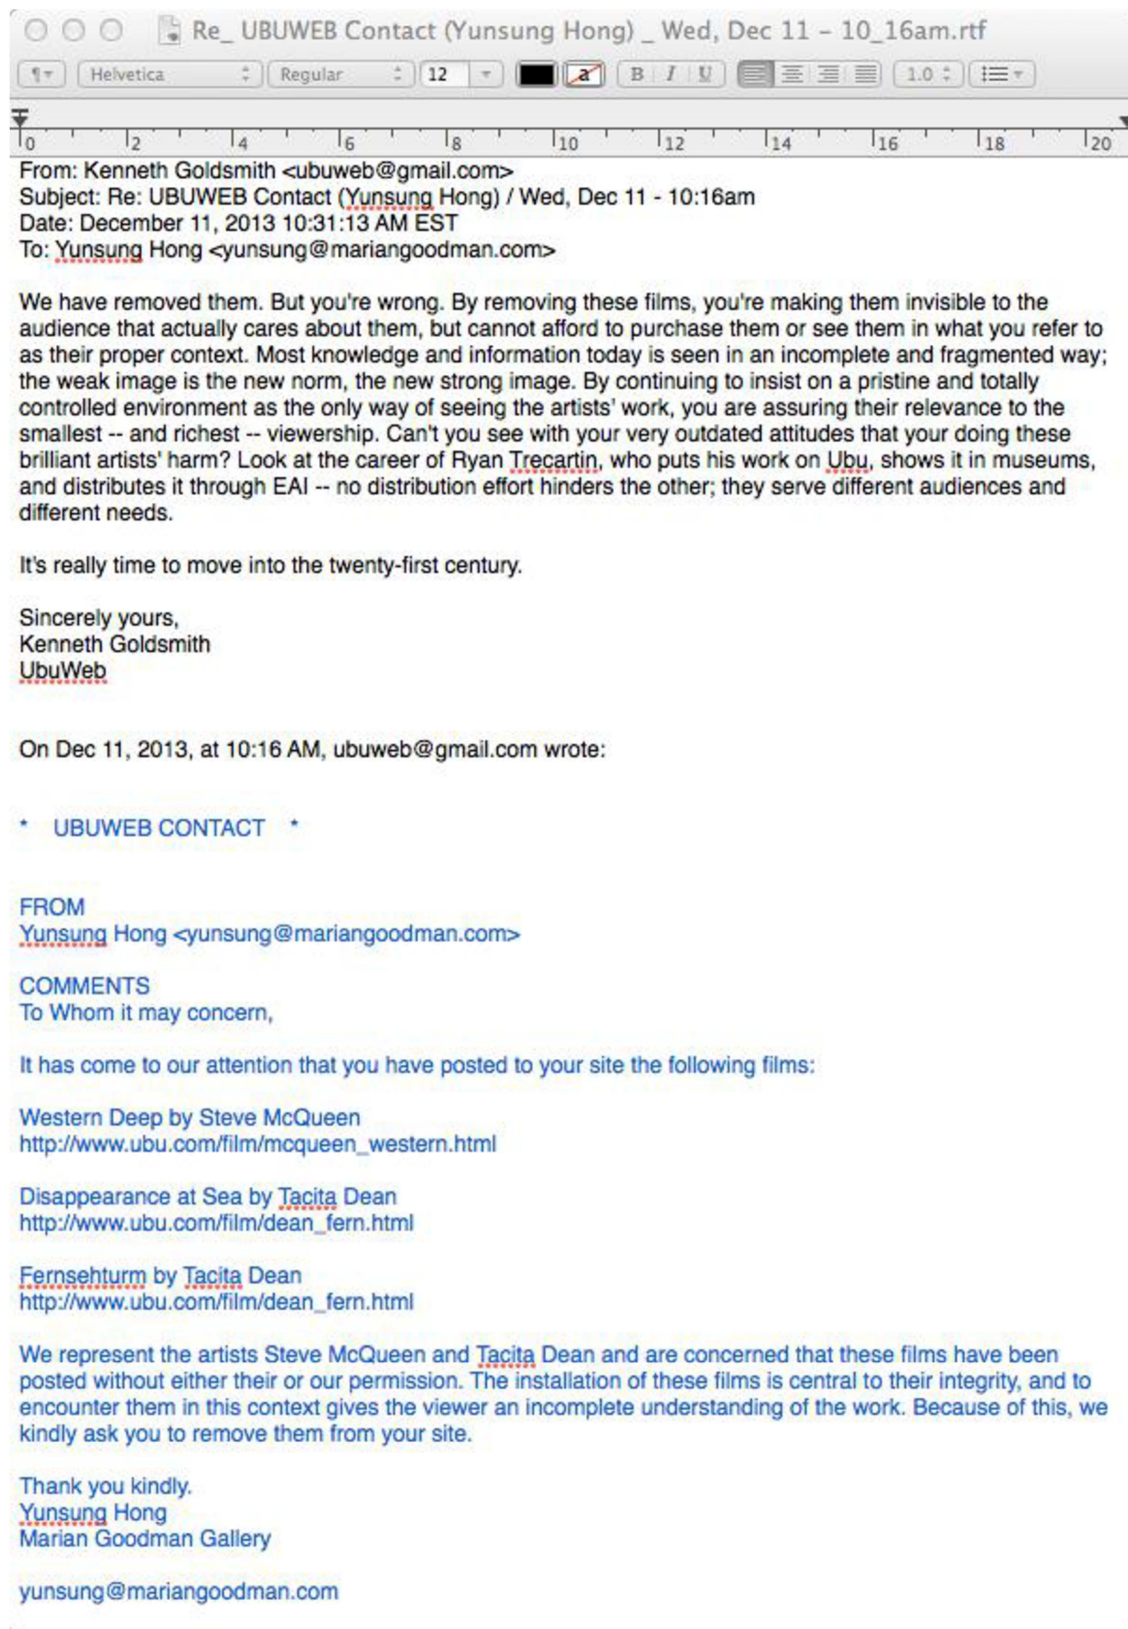 Re_ UBUWEB Contact (Yunsung Hong) _ Wed, Dec 11 – 10_16am.rtf
¶ Helvetica Regular 12 a B I U 1.0
0 2 4 6 8 10 12 14 16 18 20
From: Kenneth Goldsmith <ubuweb@gmail.com>
Subject: Re: UBUWEB Contact (Yunsung Hong) / Wed, Dec 11 - 10:16am
Date: December 11, 2013 10:31:13 AM EST
To: Yunsung Hong <yunsung@mariangoodman.com>
We have removed them. But you're wrong. By removing these films, you're making them invisible to the
audience that actually cares about them, but cannot afford to purchase them or see them in what you refer to
as their proper context. Most knowledge and information today is seen in an incomplete and fragmented way;
the weak image is the new norm, the new strong image. By continuing to insist on a pristine and totally
controlled environment as the only way of seeing the artists' work, you are assuring their relevance to the
smallest -- and richest -- viewership. Can't you see with your very outdated attitudes that your doing these
brilliant artists' harm? Look at the career of Ryan Trecartin, who puts his work on Ubu, shows it in museums,
and distributes it through EAI -- no distribution effort hinders the other; they serve different audiences and
different needs.
It's really time to move into the twenty-first century.
Sincerely yours,
Kenneth Goldsmith
UbuWeb
On Dec 11, 2013, at 10:16 AM, ubuweb@gmail.com wrote:
* UBUWEB CONTACT *
FROM
Yunsung Hong <yunsung@mariangoodman.com>
COMMENTS
To Whom it may concern,
It has come to our attention that you have posted to your site the following films:
Western Deep by Steve McQueen
http://www.ubu.com/film/mcqueen_western.html
Disappearance at Sea by Tacita Dean
http://www.ubu.com/film/dean_fern.html
Fernsehturm by Tacita Dean
http://www.ubu.com/film/dean_fern.html
We represent the artists Steve McQueen and Tacita Dean and are concerned that these films have been
posted without either their or our permission. The installation of these films is central to their integrity, and to
encounter them in this context gives the viewer an incomplete understanding of the work. Because of this, we
kindly ask you to remove them from your site.
Thank you kindly.
Yunsung Hong
Marian Goodman Gallery
yunsung@mariangoodman.com